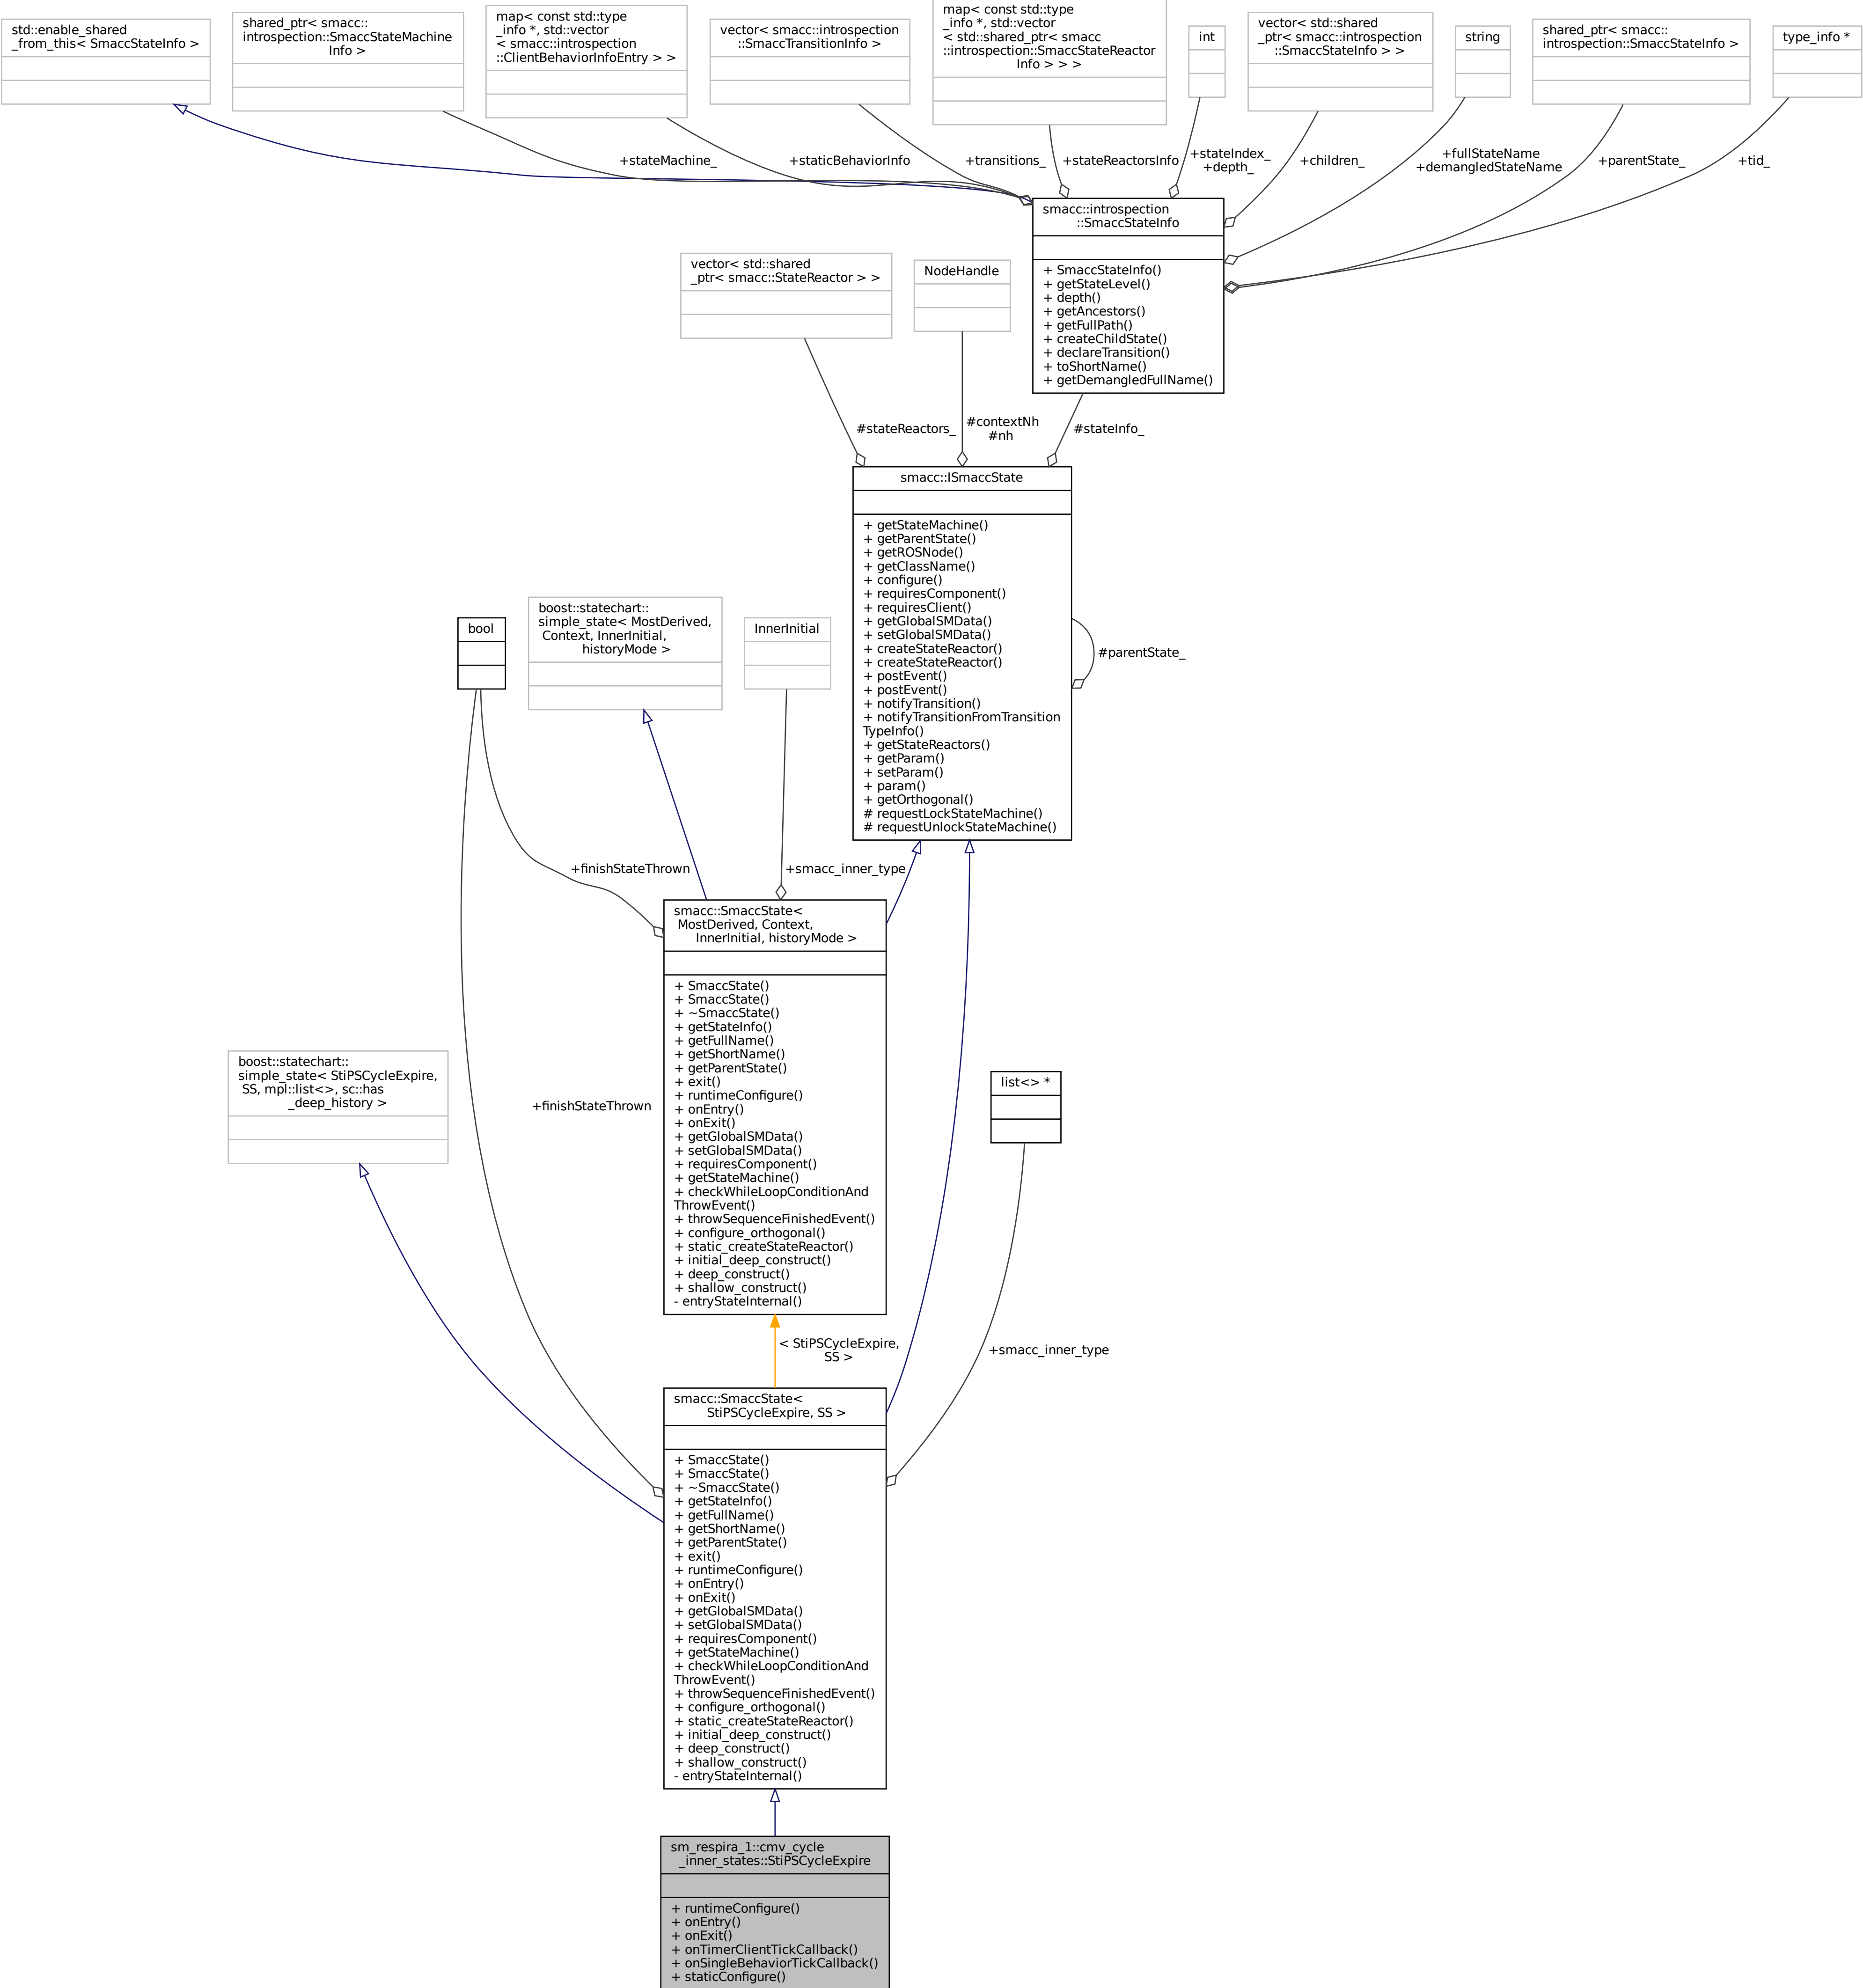 std::enable_shared
_from_this< SmaccStateInfo >
shared_ptr< smacc::
introspection::SmaccStateMachine
Info >
map< const std::type
_info *, std::vector
< smacc::introspection
::ClientBehaviorInfoEntry > >
vector< smacc::introspection
::SmaccTransitionInfo >
map< const std::type
_info *, std::vector
< std::shared_ptr< smacc
::introspection::SmaccStateReactor
Info > > >
int
vector< std::shared
_ptr< smacc::introspection
::SmaccStateInfo > >
string
shared_ptr< smacc::
introspection::SmaccStateInfo >
type_info *
+stateMachine_
+staticBehaviorInfo
+transitions_
+stateReactorsInfo
+stateIndex_
+depth_
+children_
+fullStateName
+demangledStateName
+parentState_
+tid_
smacc::introspection
::SmaccStateInfo
+ SmaccStateInfo()
+ getStateLevel()
+ depth()
+ getAncestors()
+ getFullPath()
+ createChildState()
+ declareTransition()
+ toShortName()
+ getDemangledFullName()
vector< std::shared
_ptr< smacc::StateReactor > >
NodeHandle
#stateReactors_
#contextNh
#nh
#stateInfo_
smacc::ISmaccState
+ getStateMachine()
+ getParentState()
+ getROSNode()
+ getClassName()
+ configure()
+ requiresComponent()
+ requiresClient()
+ getGlobalSMData()
+ setGlobalSMData()
+ createStateReactor()
+ createStateReactor()
+ postEvent()
+ postEvent()
+ notifyTransition()
+ notifyTransitionFromTransition
TypeInfo()
+ getStateReactors()
+ getParam()
+ setParam()
+ param()
+ getOrthogonal()
# requestLockStateMachine()
# requestUnlockStateMachine()
#parentState_
bool
boost::statechart::
simple_state< MostDerived,
Context, InnerInitial,
historyMode >
InnerInitial
+finishStateThrown
+smacc_inner_type
smacc::SmaccState<
MostDerived, Context,
InnerInitial, historyMode >
+ SmaccState()
+ SmaccState()
+ ~SmaccState()
+ getStateInfo()
+ getFullName()
+ getShortName()
+ getParentState()
+ exit()
+ runtimeConfigure()
+ onEntry()
+ onExit()
+ getGlobalSMData()
+ setGlobalSMData()
+ requiresComponent()
+ getStateMachine()
+ checkWhileLoopConditionAnd
ThrowEvent()
+ throwSequenceFinishedEvent()
+ configure_orthogonal()
+ static_createStateReactor()
+ initial_deep_construct()
+ deep_construct()
+ shallow_construct()
- entryStateInternal()
boost::statechart::
simple_state< StiPSCycleExpire,
SS, mpl::list<>, sc::has
_deep_history >
+finishStateThrown
list<> *
< StiPSCycleExpire,
SS >
+smacc_inner_type
smacc::SmaccState<
StiPSCycleExpire, SS >
+ SmaccState()
+ SmaccState()
+ ~SmaccState()
+ getStateInfo()
+ getFullName()
+ getShortName()
+ getParentState()
+ exit()
+ runtimeConfigure()
+ onEntry()
+ onExit()
+ getGlobalSMData()
+ setGlobalSMData()
+ requiresComponent()
+ getStateMachine()
+ checkWhileLoopConditionAnd
ThrowEvent()
+ throwSequenceFinishedEvent()
+ configure_orthogonal()
+ static_createStateReactor()
+ initial_deep_construct()
+ deep_construct()
+ shallow_construct()
- entryStateInternal()
sm_respira_1::cmv_cycle
_inner_states::StiPSCycleExpire
+ runtimeConfigure()
+ onEntry()
+ onExit()
+ onTimerClientTickCallback()
+ onSingleBehaviorTickCallback()
+ staticConfigure()